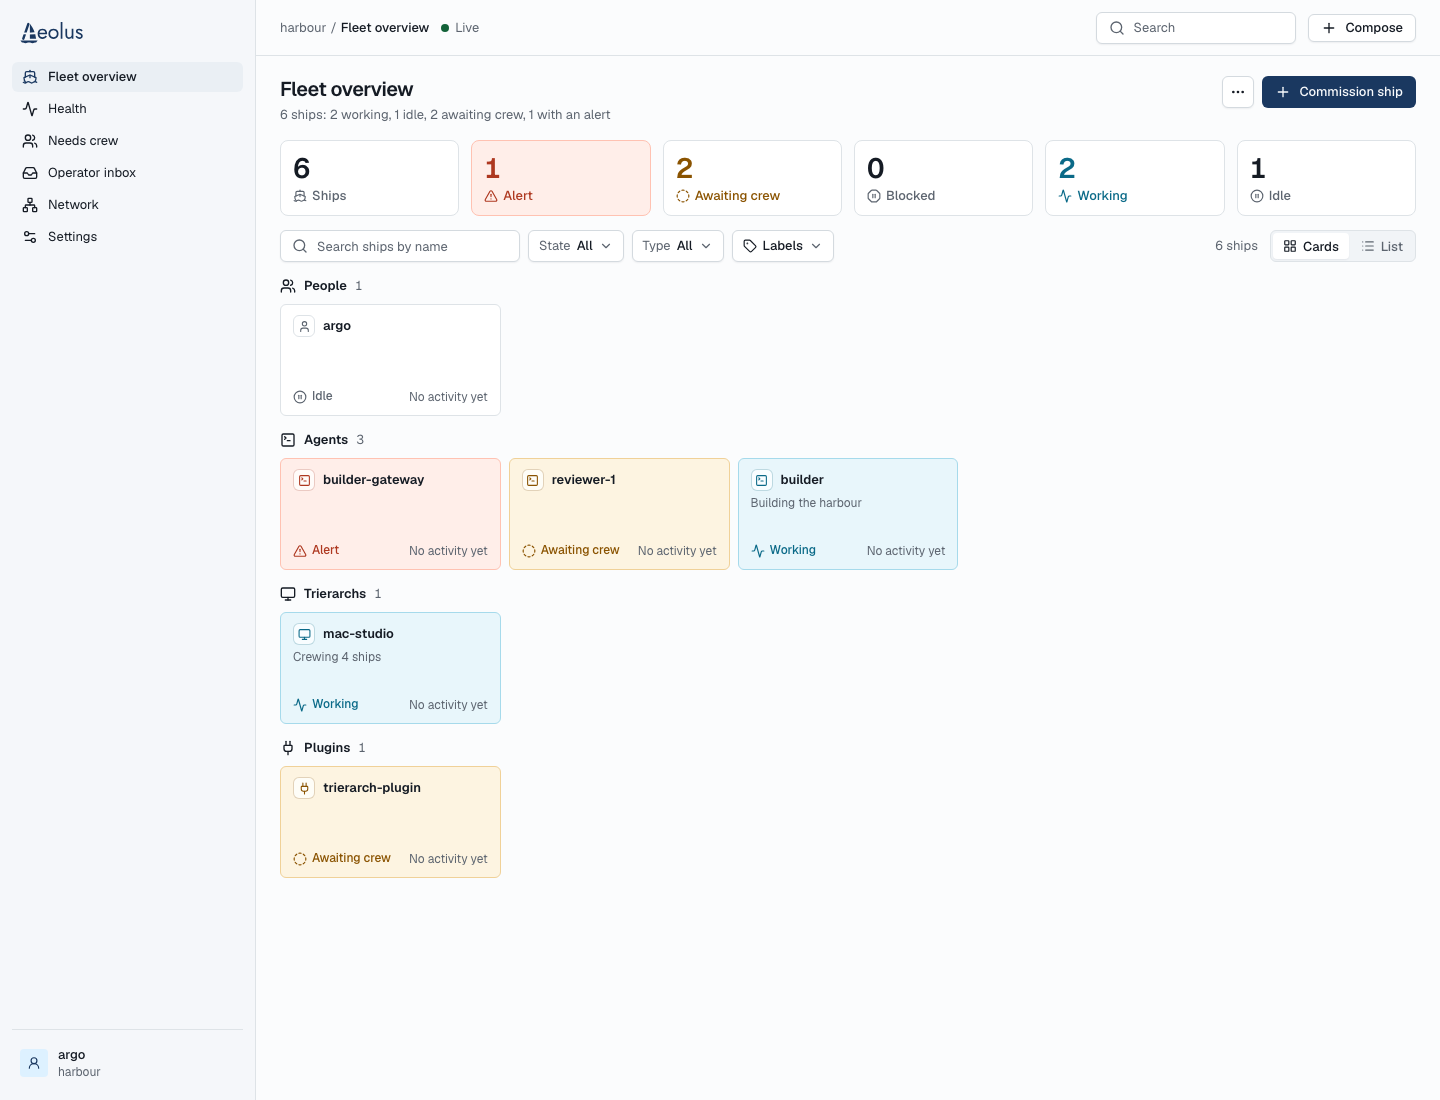 Aeolus
Fleet overview
Health
Needs crew
Operator inbox
Network
Settings
argo
harbour
harbour / Fleet overview Live
Search
Compose
Fleet overview
6 ships: 2 working, 1 idle, 2 awaiting crew, 1 with an alert
Commission ship
6
Ships
1
Alert
2
Awaiting crew
0
Blocked
2
Working
1
Idle
Search ships by name
State All
Type All
Labels
6 ships
Cards
List
People 1
argo
Idle No activity yet
Agents 3
builder-gateway
Alert No activity yet
reviewer-1
Awaiting crew No activity yet
builder
Building the harbour
Working No activity yet
Trierarchs 1
mac-studio
Crewing 4 ships
Working No activity yet
Plugins 1
trierarch-plugin
Awaiting crew No activity yet